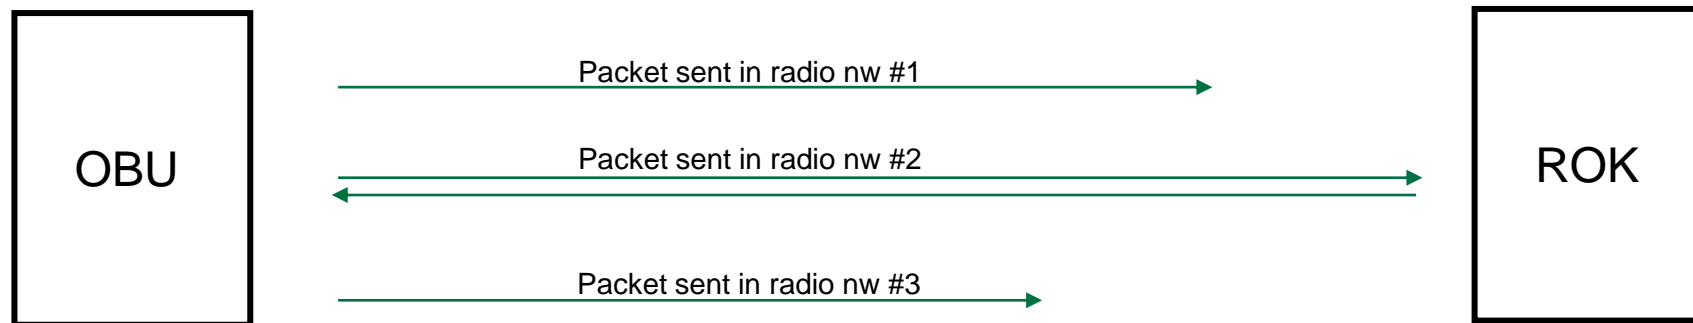 OBU
Packet sent in radio nw #1
Packet sent in radio nw #2
Packet sent in radio nw #3
ROK